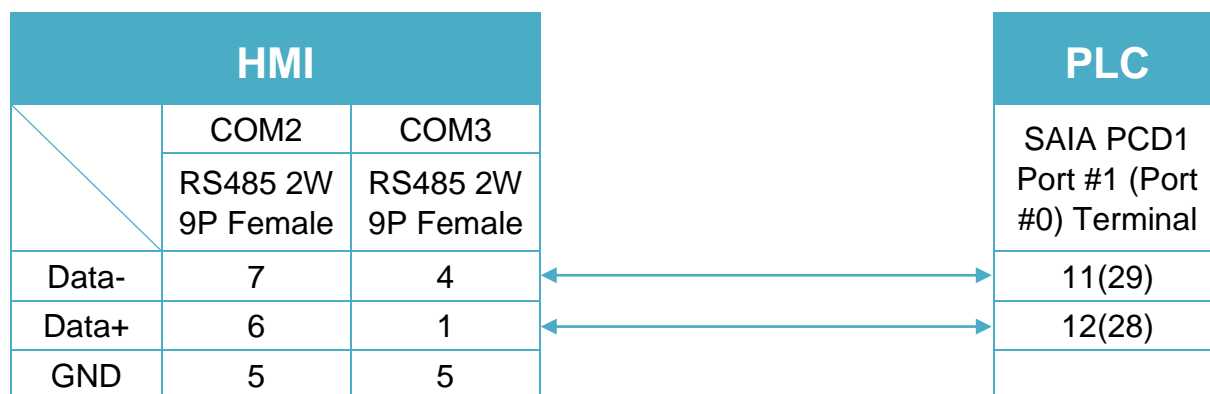 HMI PLC
COM2 COM3
SAIA PCD1
Port #1 (Port
#0) Terminal
RS485 2W RS485 2W
9P Female 9P Female
Data- 7 4 11(29)
Data+ 6 1 12(28)
GND 5 5